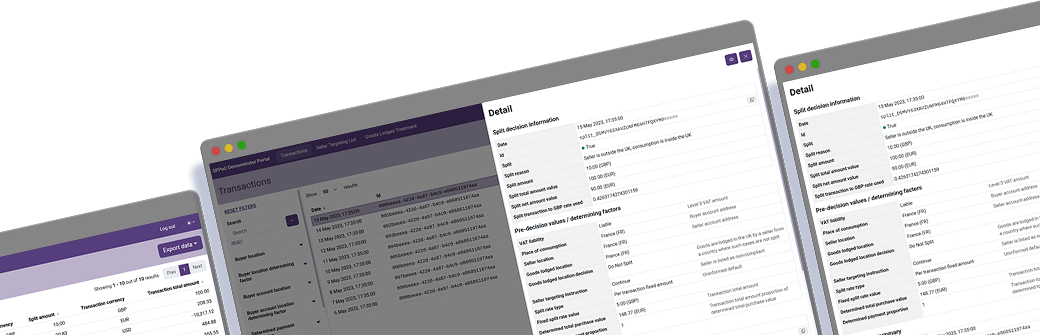 Log out
Export data
Showing 1 - 10 out of 19 results
Prev 1 Next
Transaction currency
Transaction total amount
Split amount
GBP
100.00
10.00
EUR
208.33
USD
-10,317.12
484.88
Demonstrator Portal
Transactions
Seller Targeting List
Goods Lodged Treatment
Transactions
RESET FILTERS
Show 50 results
Search
Search
RESET
Date
Id
15 May 2023, 17:35:00
14 May 2023, 17:35:00
13 May 2023, 17:35:00
12 May 2023, 17:35:00
11 May 2023, 17:35:00
10 May 2023, 17:35:00
9 May 2023, 17:35:00
8 May 2023, 17:35:00
7 May 2023, 17:35:00
6 May 2023, 17:35:00
Buyer location
Buyer location determining factor
Buyer account location
Buyer account location determining factor
Determined payment
Detail
Split decision information
Date
15 May 2023, 17:35:00
Id
Split
True
Split reason
Seller is outside the UK, consumption is inside the UK
Split amount
10.00 (GBP)
Split total amount value
100.00 (EUR)
Split net amount value
90.00 (EUR)
Split transaction to GBP rate used
0.42631274574301159
Pre-decision values / determining factors
VAT liability
Liable
Level 3 VAT amount
Place of consumption
France (FR)
Buyer account address
Seller location
France (FR)
Seller account address
Goods lodged location
France (FR)
Goods lodged location decision
Do Not Split
Goods are lodged in the UK by a seller from
a country where such cases are not split
Seller targeting instruction
Continue
Seller is listed as non-compliant
Split rate type
Per transaction fixed amount
Uniformed default
Fixed split rate value
5.00 (GBP)
Determined total purchase value
148.77 (EUR)
Transaction total amount
Transaction total amount proportion of
determined total purchase value
Detail
Split decision information
Date
15 May 2023, 17:35:00
Id
Split
True
Split reason
Seller is outside the UK, consumption is inside the UK
Split amount
10.00 (GBP)
Split total amount value
100.00 (EUR)
Split net amount value
90.00 (EUR)
Split transaction to GBP rate used
0.42631274574301159
Pre-decision values / determining factors
VAT liability
Liable
Level 3 VAT amount
Place of consumption
France (FR)
Buyer account address
Seller location
France (FR)
Seller account address
Goods lodged location
France (FR)
Goods lodged location decision
Do Not Split
Goods are lodged in the
a country where such
Seller targeting instruction
Continue
Seller is listed as
Split rate type
Per transaction fixed amount
Uniformed default
Fixed split rate value
5.00 (GBP)
Determined total purchase value
148.77 (EUR)
Determined payment proportion
Transaction total